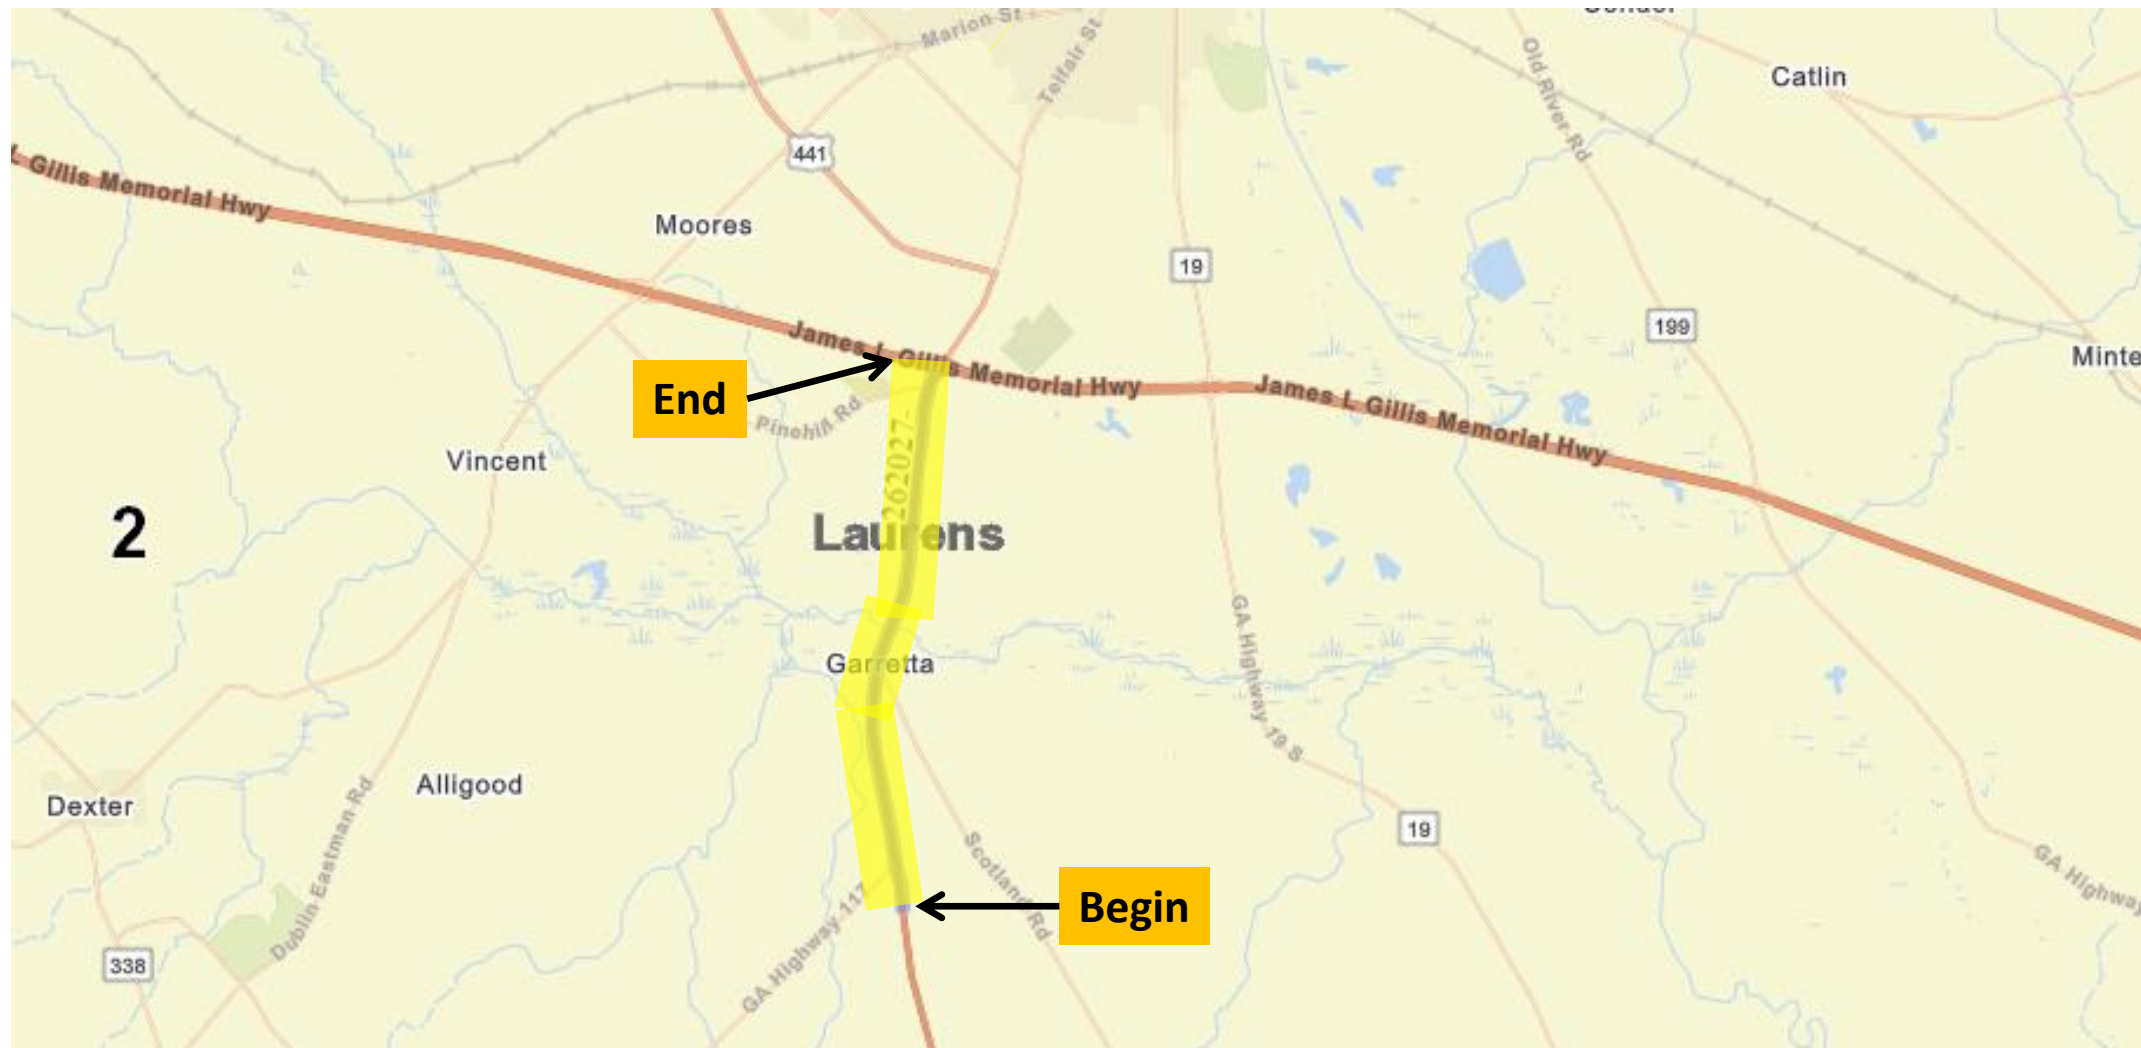 Marion St
Telfair St
Old River Rd
Catlin
L Gillis Memorial Hwy
441
Moores
19
199
James L Gillis Memorial Hwy
James L Gillis Memorial Hwy
Minte
End
Pinehill Rd
262027-
Vincent
2
Laurens
GA Highway 19 S
Garretta
Alligood
Dexter
Dublin Eastman Rd
19
Scotland Rd
GA Highway
GA Highway 117
Begin
338